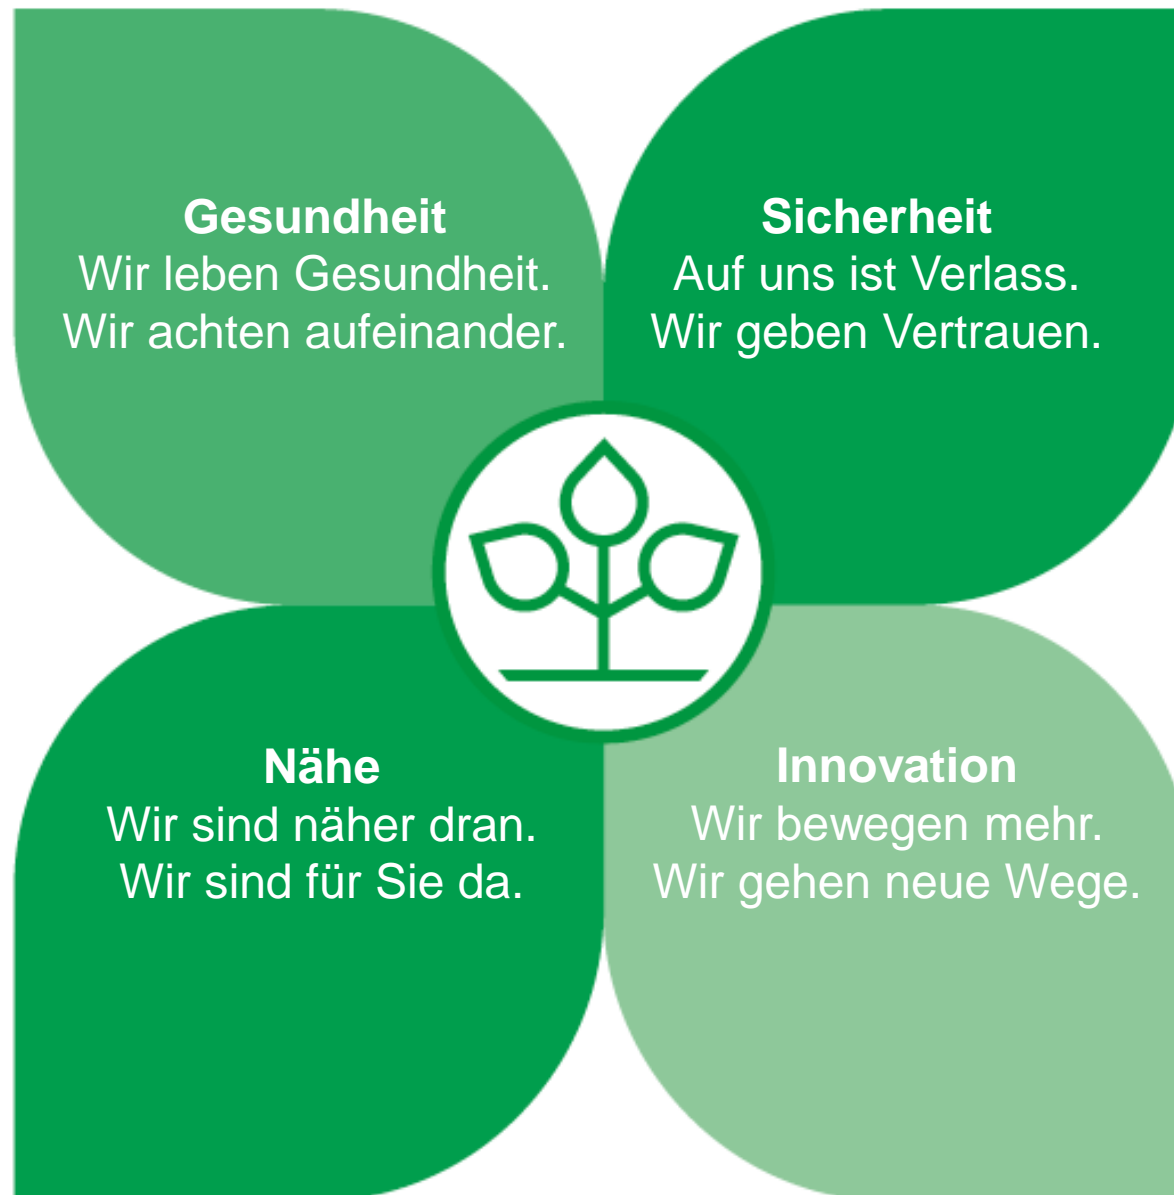 Gesundheit
Wir leben Gesundheit.
Wir achten aufeinander.
Sicherheit
Auf uns ist Verlass.
Wir geben Vertrauen.
Nähe
Wir sind näher dran.
Wir sind für Sie da.
Innovation
Wir bewegen mehr.
Wir gehen neue Wege.